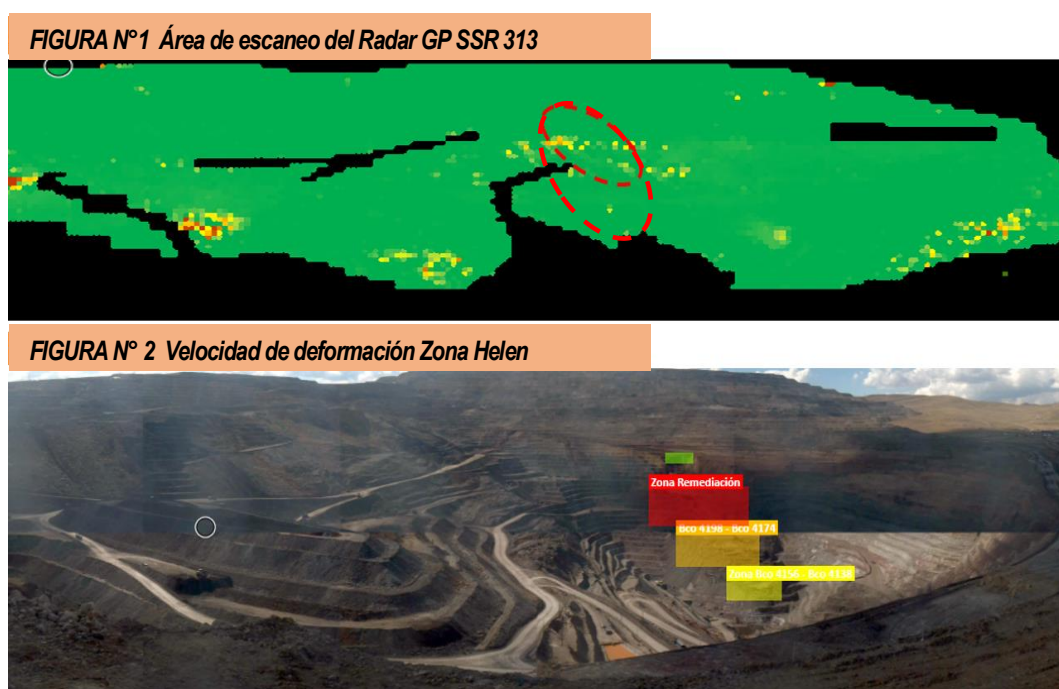 FIGURA N°1 Área de escaneo del Radar GP SSR 313
FIGURA N° 2 Velocidad de deformación Zona Helen
Zona Remediación
Bco 4198 - Bco 4174
Zona Bco 4156 - Bco 4138